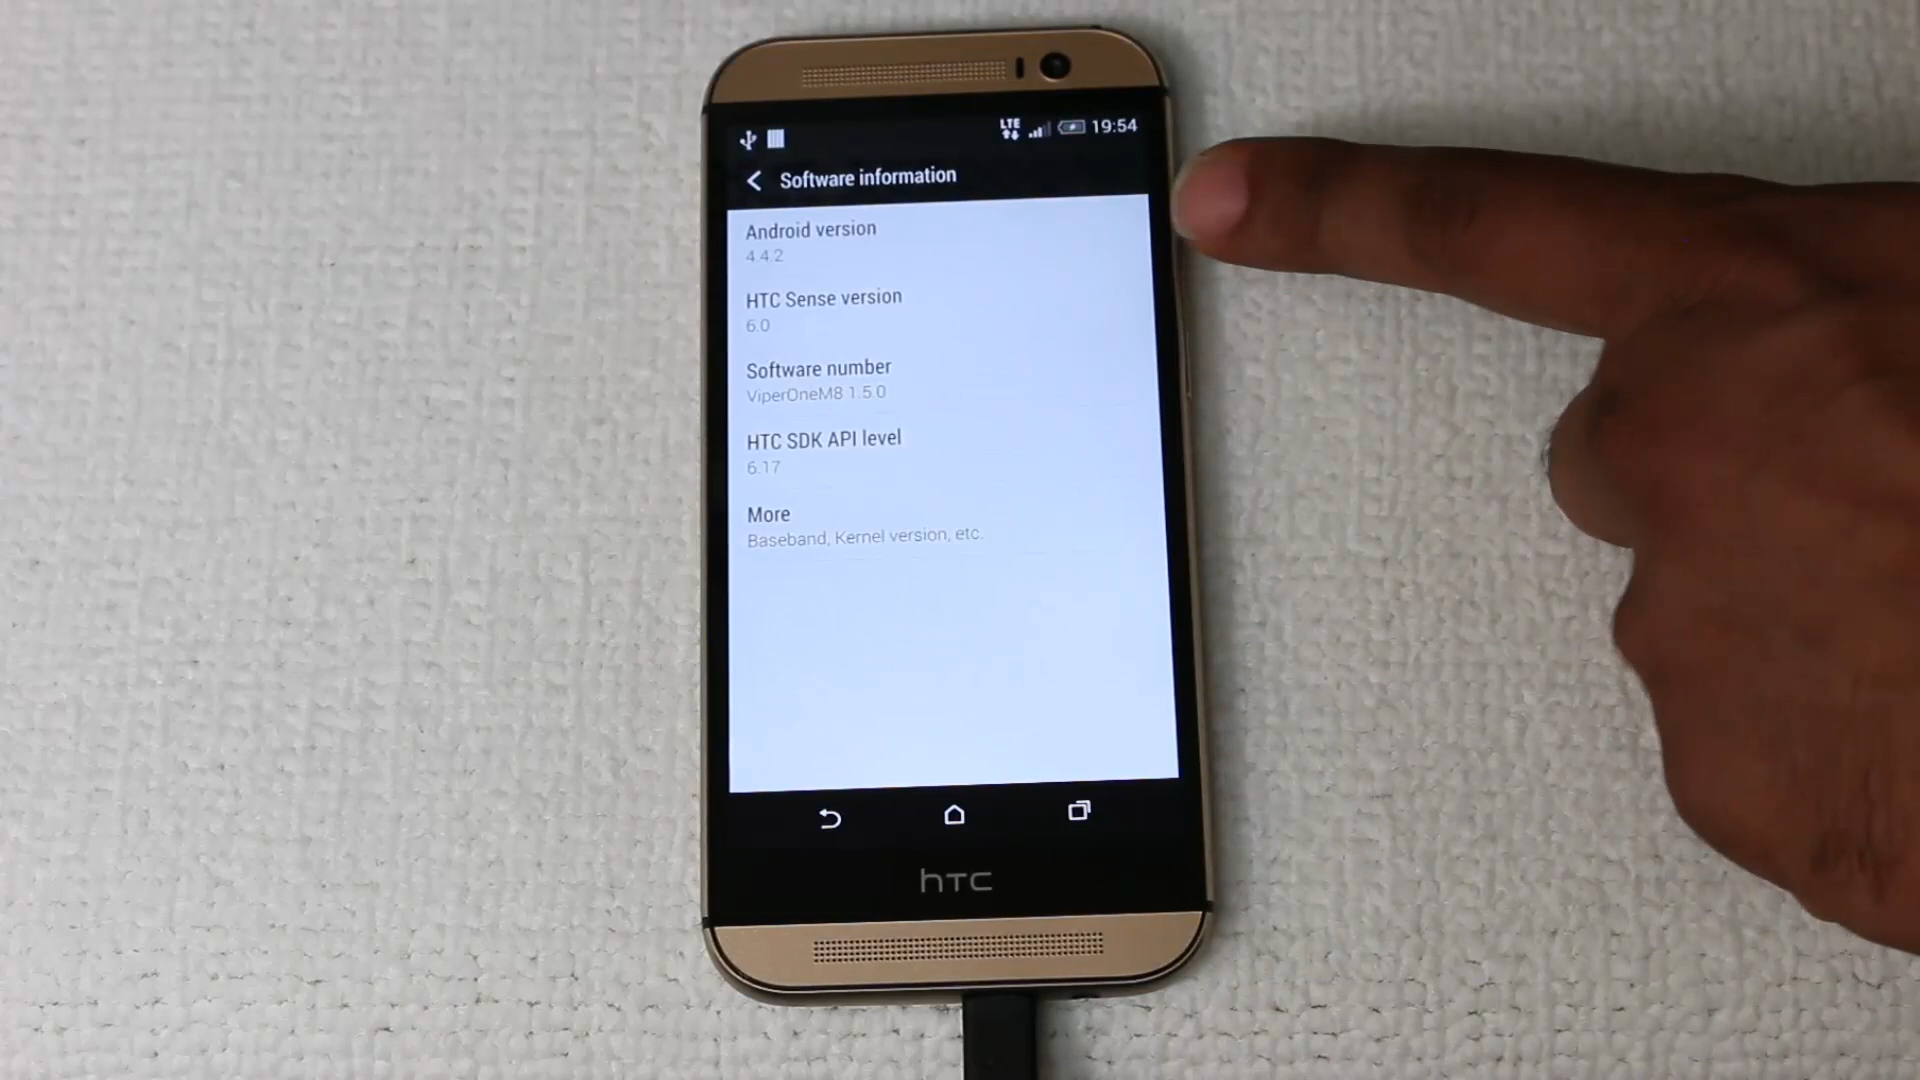 LTE 19:54
Software information
Android version
4.4.2
HTC Sense version
6.0
Software number
ViperOneM8 1.5.0
HTC SDK API level
6.17
More
Baseband, Kernel version, etc.
hTC